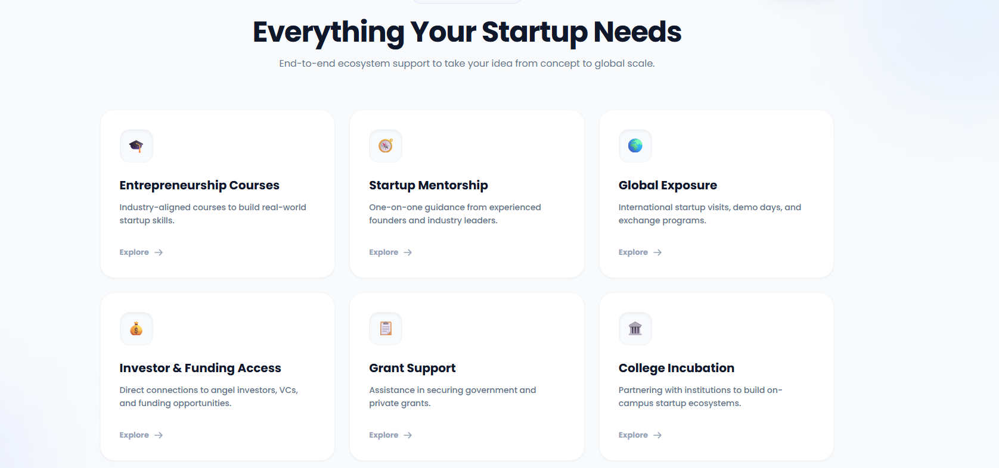 Everything Your Startup Needs
End-to-end ecosystem support to take your idea from concept to global scale.
Entrepreneurship Courses
Industry-aligned courses to build real-world
startup skills.
Explore →
Startup Mentorship
One-on-one guidance from experienced
founders and industry leaders.
Explore →
Global Exposure
International startup visits, demo days, and
exchange programs.
Explore →
Investor & Funding Access
Direct connections to angel investors, VCs,
and funding opportunities.
Explore →
Grant Support
Assistance in securing government and
private grants.
Explore →
College Incubation
Partnering with institutions to build on-
campus startup ecosystems.
Explore →